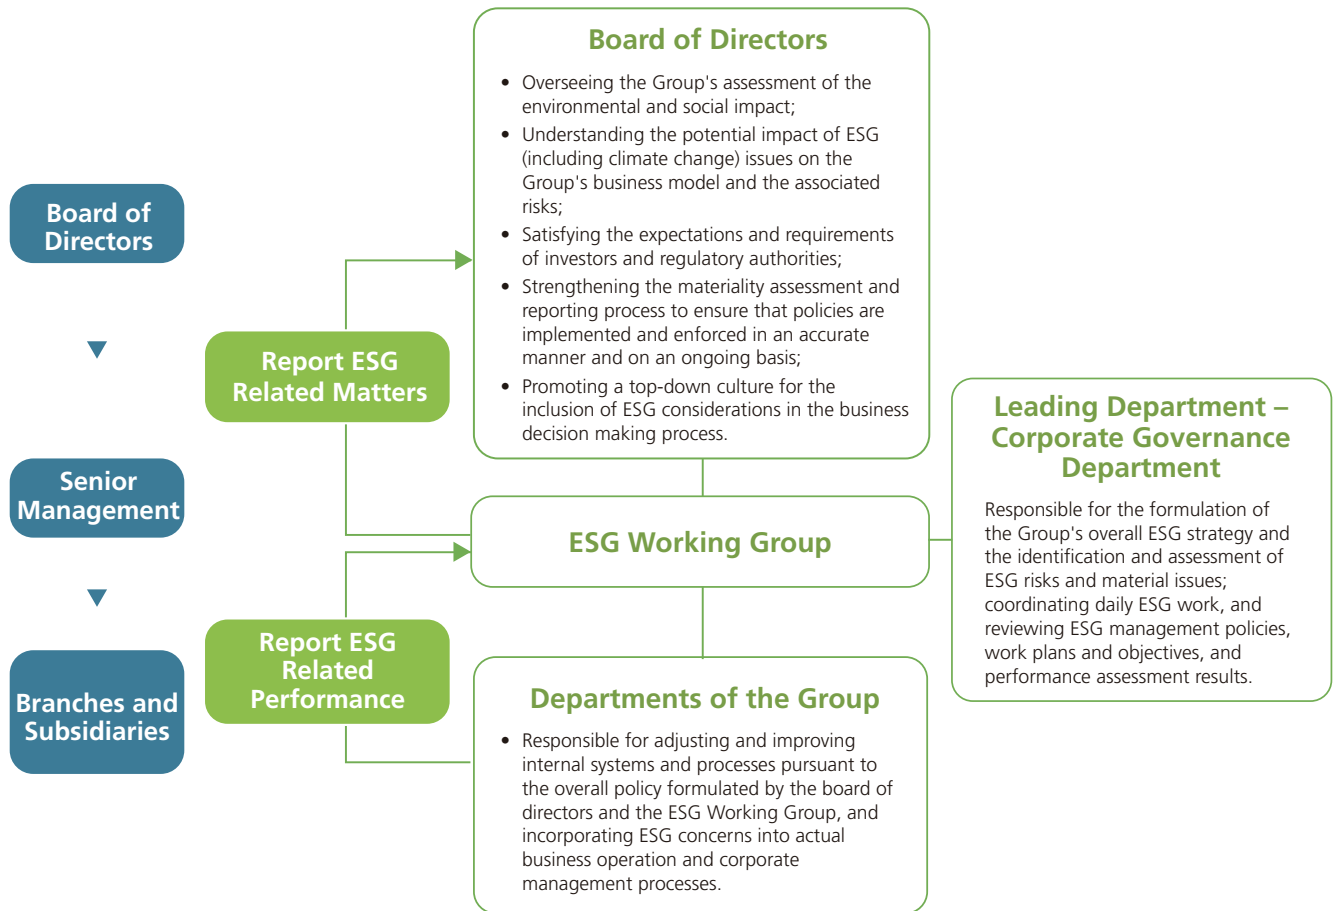 Board of
Directors
Senior
Management
Branches and
Subsidiaries
Report ESG
Related Matters
Report ESG
Related
Performance
Board of Directors
• Overseeing the Group's assessment of the
environmental and social impact;
• Understanding the potential impact of ESG
(including climate change) issues on the
Group's business model and the associated
risks;
• Satisfying the expectations and requirements
of investors and regulatory authorities;
• Strengthening the materiality assessment and
reporting process to ensure that policies are
implemented and enforced in an accurate
manner and on an ongoing basis;
• Promoting a top-down culture for the
inclusion of ESG considerations in the business
decision making process.
ESG Working Group
Departments of the Group
• Responsible for adjusting and improving
internal systems and processes pursuant to
the overall policy formulated by the board of
directors and the ESG Working Group, and
incorporating ESG concerns into actual
business operation and corporate
management processes.
Leading Department –
Corporate Governance
Department
Responsible for the formulation of
the Group's overall ESG strategy and
the identification and assessment of
ESG risks and material issues;
coordinating daily ESG work, and
reviewing ESG management policies,
work plans and objectives, and
performance assessment results.